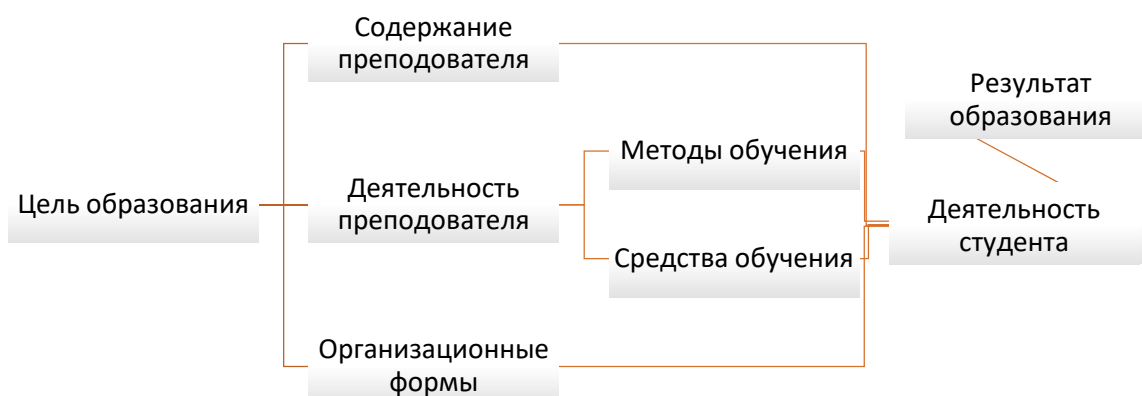 Содержание
преподователя
Результат
образования
Методы обучения
Цель образования
Деятельность
преподователя
Деятельность
студента
Средства обучения
Организационные
формы